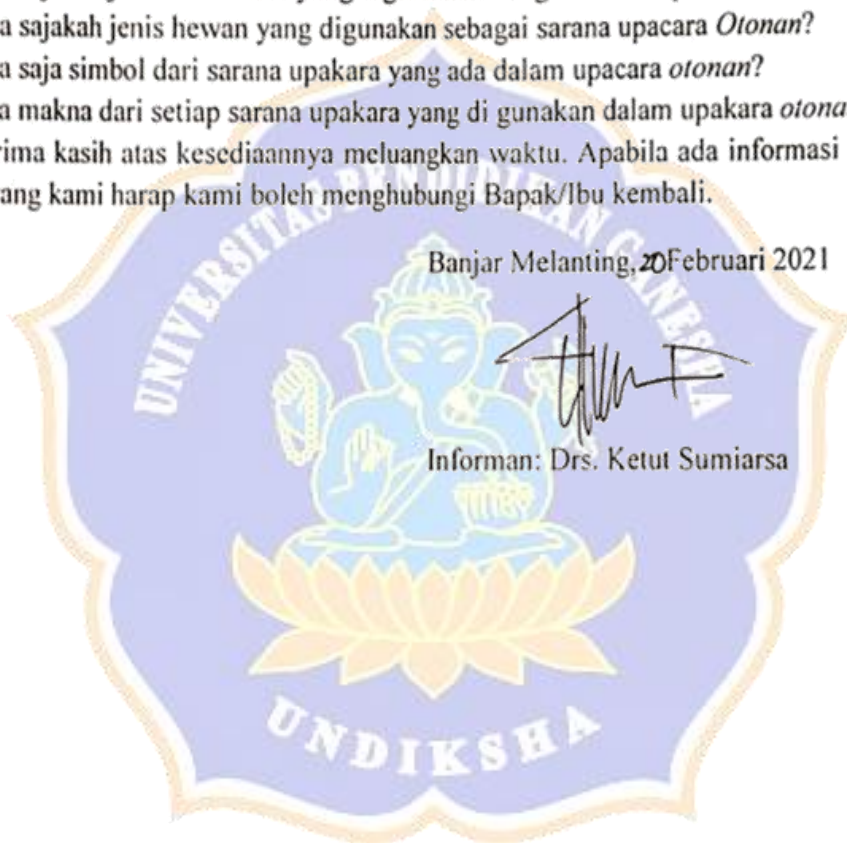 a sajakah jenis hewan yang digunakan sebagai sarana upacara Otonan?
a saja simbol dari sarana upakara yang ada dalam upacara otonan?
a makna dari setiap sarana upakara yang di gunakan dalam upakara otona
rima kasih atas kesediaannya meluangkan waktu. Apabila ada informasi
ang kami harap kami boleh menghubungi Bapak/Ibu kembali.
Banjar Melanting, 20 Februari 2021
Informan: Drs. Ketut Sumiarsa
UNIVERSITAS PENDIDIKAN GANESHA
UNDIKSHA